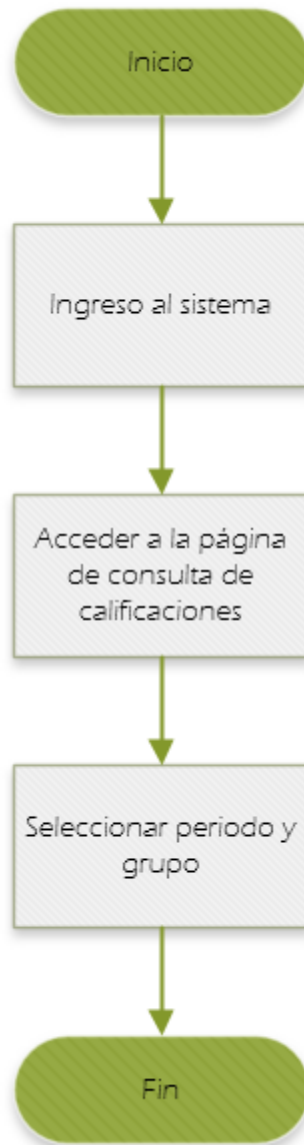 Inicio
Ingreso al sistema
Acceder a la página
de consulta de
calificaciones
Seleccionar periodo y
grupo
Fin